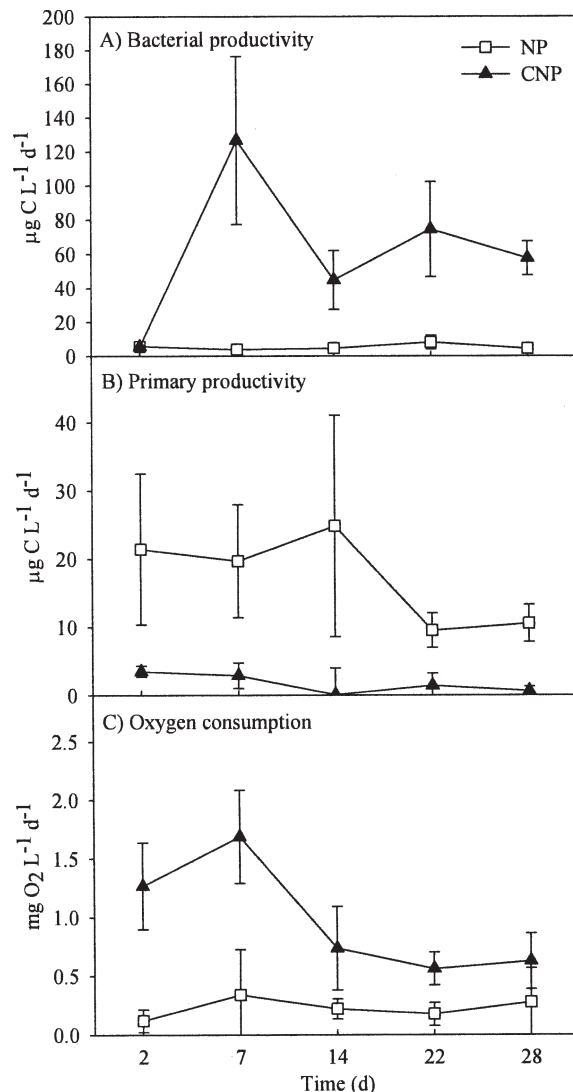 A) Bacterial productivity
NP
CNP
200
180
160
140
120
100
80
60
40
20
0
µg C L⁻¹ d⁻¹
B) Primary productivity
40
30
20
10
0
µg C L⁻¹ d⁻¹
C) Oxygen consumption
2.5
2.0
1.5
1.0
0.5
0.0
mg O₂ L⁻¹ d⁻¹
2 7 14 22 28
Time (d)